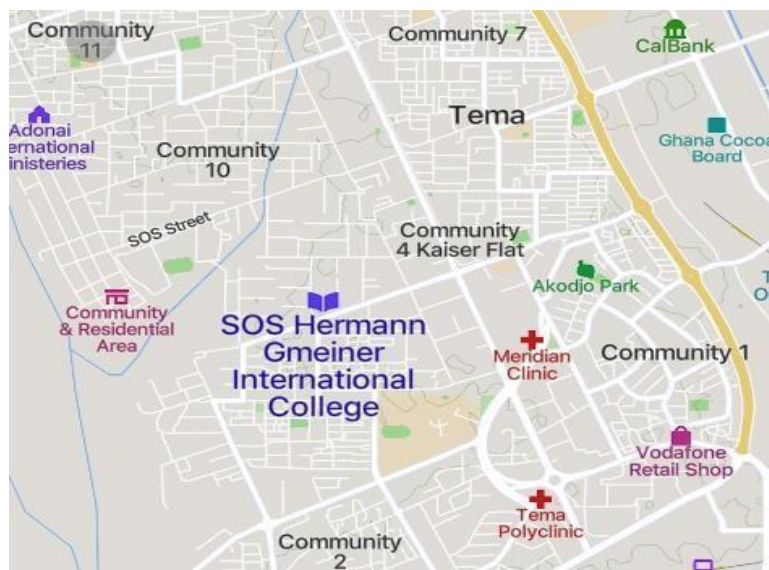 Community
11
Community 7
CalBank
Tema
Ghana Cocoa
Board
Adonai
ernational
inisteries
Community
10
SOS Street
Community
4 Kaiser Flat
Akodjo Park
Community
& Residential
Area
SOS Hermann
Gmeiner
International
College
Meridian
Clinic
Community 1
Vodafone
Retail Shop
Tema
Polyclinic
Community
2